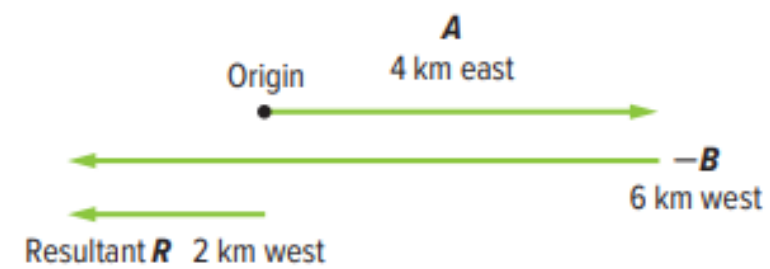 A
4 km east
Origin
−B
6 km west
Resultant R 2 km west